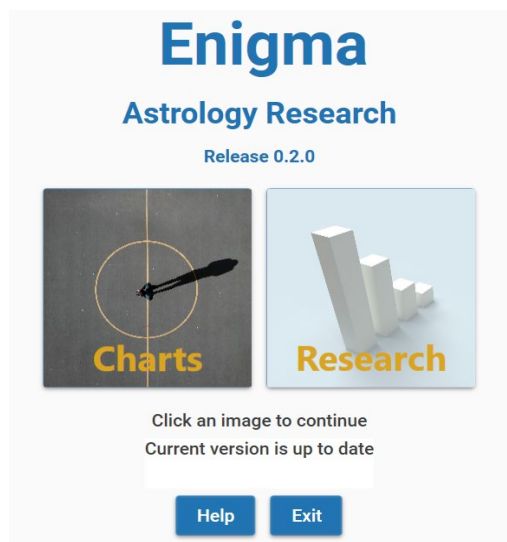 Enigma
Astrology Research
Release 0.2.0
Charts
Research
Click an image to continue
Current version is up to date
Help
Exit